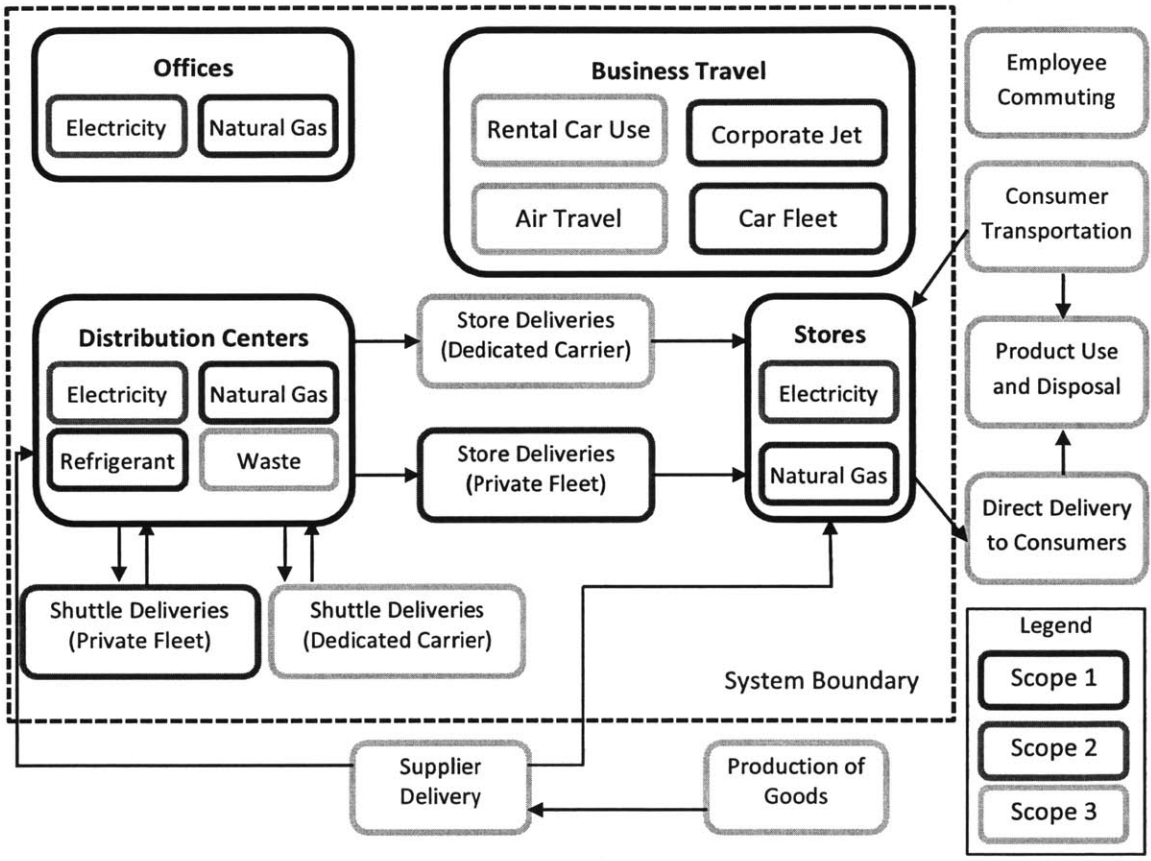 Offices
Electricity
Natural Gas
Business Travel
Rental Car Use
Corporate Jet
Air Travel
Car Fleet
Employee
Commuting
Consumer
Transportation
Distribution Centers
Electricity
Natural Gas
Refrigerant
Waste
Store Deliveries
(Dedicated Carrier)
Store Deliveries
(Private Fleet)
Stores
Electricity
Natural Gas
Product Use
and Disposal
Direct Delivery
to Consumers
Shuttle Deliveries
(Private Fleet)
Shuttle Deliveries
(Dedicated Carrier)
System Boundary
Legend
Scope 1
Scope 2
Scope 3
Supplier
Delivery
Production of
Goods